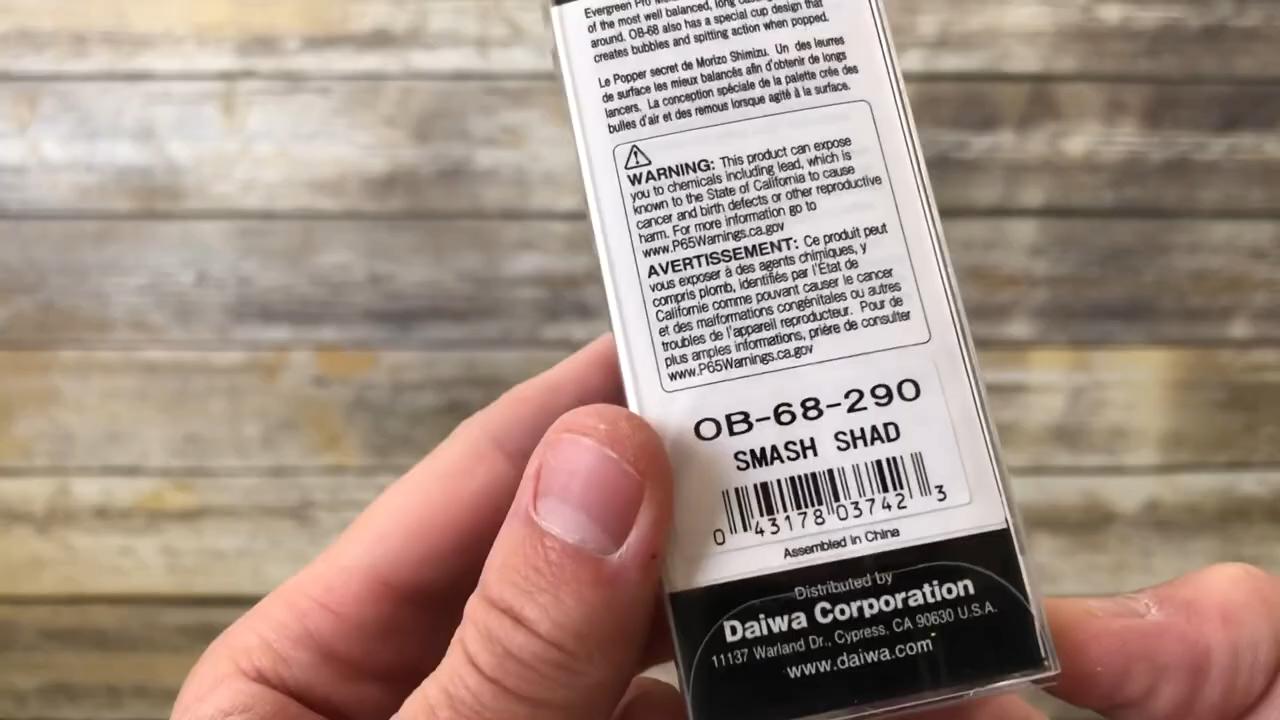 Evergreen Pro
of the most well balanced, long
around. OB-68 also has a special cup design that
creates bubbles and spitting action when popped.
Le Popper secret de Morizo Shimizu. Un des leurres
de surface les mieux balancés afin d'obtenir de longs
lancers. La conception spéciale de la palette crée des
bulles d'air et des remous lorsque agité à la surface.
WARNING: This product can expose
you to chemicals including lead, which is
known to the State of California to cause
cancer and birth defects or other reproductive
harm. For more information go to
www.P65Warnings.ca.gov
AVERTISSEMENT: Ce produit peut
vous exposer à des agents chimiques, y
compris plomb, identifiés par l'État de
Californie comme pouvant causer le cancer
et des malformations congénitales ou autres
troubles de l'appareil reproducteur. Pour de
plus amples informations, prière de consulter
www.P65Warnings.ca.gov
OB-68-290
SMASH SHAD
0 43178 03742 3
Assembled in China
Distributed by
Daiwa Corporation
11137 Warland Dr., Cypress, CA 90630 U.S.A.
www.daiwa.com